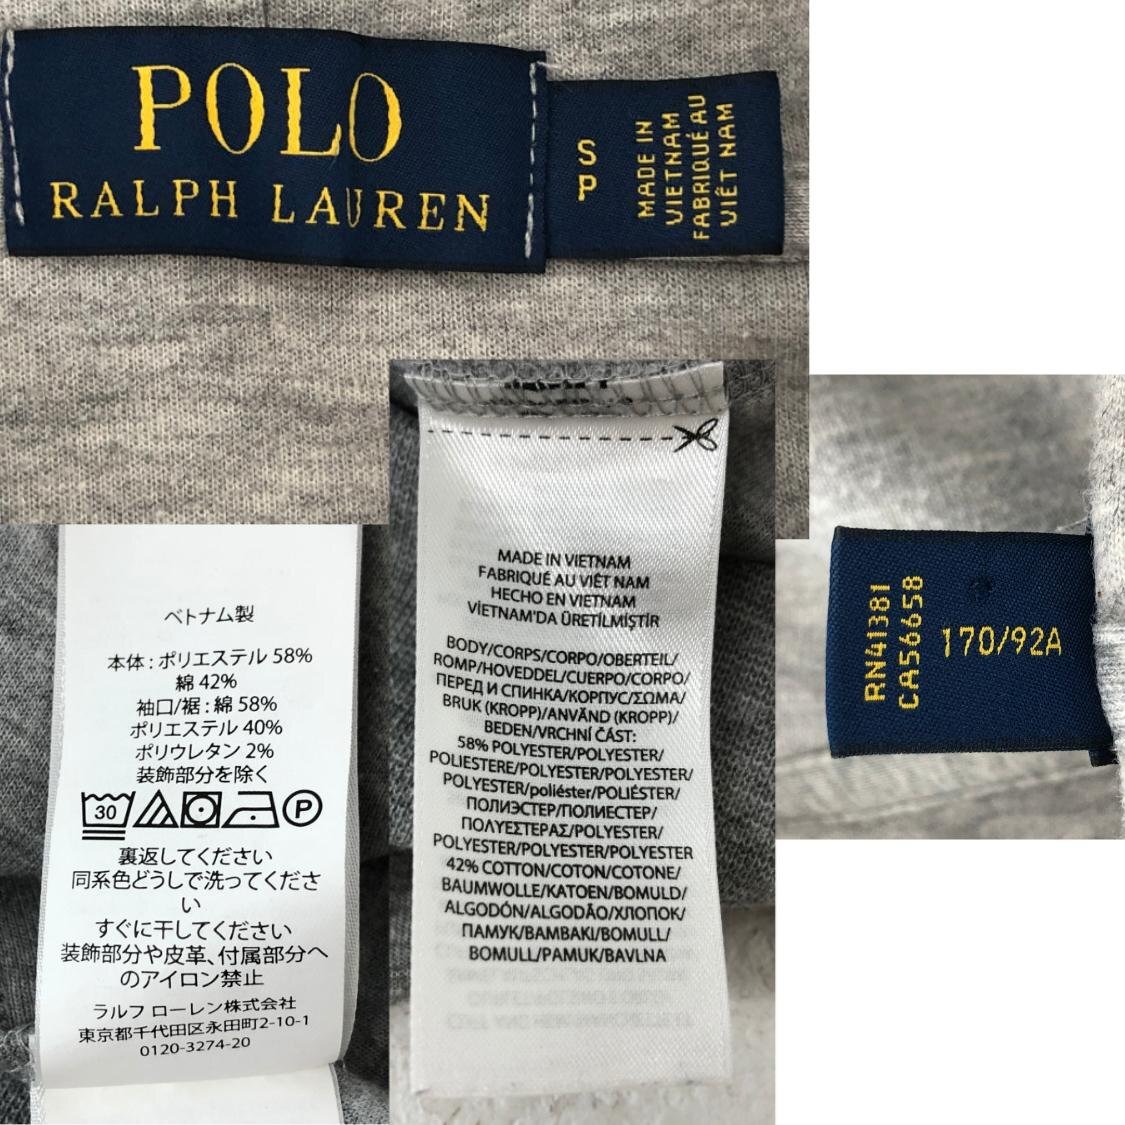 POLO
RALPH LAUREN
S
P
MADE IN
VIETNAM
FABRIQUÉ AU
VIÊT NAM
MADE IN VIETNAM
FABRIQUÉ AU VIÊT NAM
HECHO EN VIETNAM
VİETNAM'DA ÜRETİLMİŞTİR
BODY/CORPS/CORPO/OBERTEIL/
ROMP/HOVEDDEL/CUERPO/CORPO/
ПЕРЕД И СПИНКА/КОРПУС/ΣΩΜΑ/
BRUK (KROPP)/ANVÄND (KROPP)/
BEDEN/VRCHNÍ ČÁST:
58% POLYESTER/POLYESTER/
POLIESTERE/POLYESTER/POLYESTER/
POLYESTER/poliéster/POLIÉSTER/
ПОЛИЭСТЕР/ПОЛИЕСТЕР/
ΠΟΛΥΕΣΤΕΡΑΣ/POLYESTER/
POLYESTER/POLYESTER/POLYESTER
42% COTTON/COTON/COTONE/
BAUMWOLLE/KATOEN/BOMULD/
ALGODÓN/ALGODÃO/ХЛОПОК/
ПАМУК/ΒΑΜΒΑΚΙ/BOMULL/
BOMULL/PAMUK/BAVLNA
RN41381
CA56658
170/92A
ベトナム製
本体 : ポリエステル 58%
綿 42%
袖口/裾 : 綿 58%
ポリエステル 40%
ポリウレタン 2%
装飾部分を除く
30
P
裏返してください
同系色どうしで洗ってくださ
い
すぐに干してください
装飾部分や皮革、付属部分へ
のアイロン禁止
ラルフ ローレン株式会社
東京都千代田区永田町2-10-1
0120-3274-20